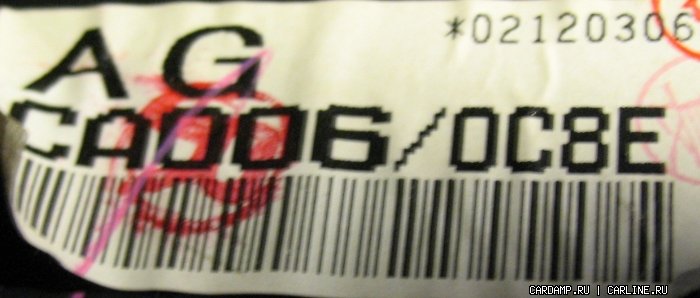 *02120306
AG
CA006/0C8E
CARDAMP.RU | CARLINE.RU